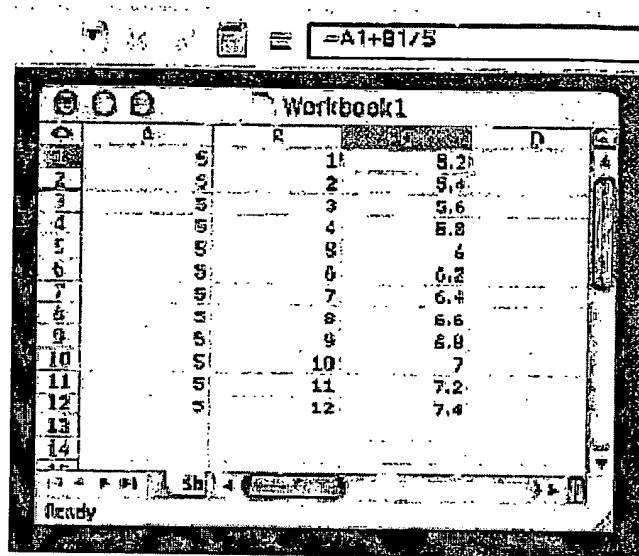 =A1+B1/5
Workbook1
A B D
1 5 1 5.2
2 5 2 5.4
3 5 3 5.6
4 5 4 5.8
5 5 5 6
6 5 6 6.2
7 5 7 6.4
8 5 8 6.6
9 5 9 6.8
10 5 10 7
11 5 11 7.2
12 5 12 7.4
13
14
Sh
Ready